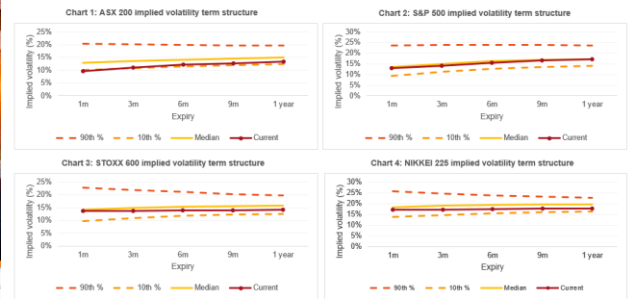 Chart 1: ASX 200 implied volatility term structure
Implied volatility (%)
25%
20%
15%
10%
5%
0%
1m 3m 6m 9m 1 year
Expiry
90th % 10th % Median Current
Chart 2: S&P 500 implied volatility term structure
Implied volatility (%)
30%
25%
20%
15%
10%
5%
0%
1m 3m 6m 9m 1 year
Expiry
90th % 10th % Median Current
Chart 3: STOXX 600 implied volatility term structure
Implied volatility (%)
25%
20%
15%
10%
5%
0%
1m 3m 6m 9m 1 year
Expiry
90th % 10th % Median Current
Chart 4: NIKKEI 225 implied volatility term structure
Implied volatility (%)
30%
25%
20%
15%
10%
5%
0%
1m 3m 6m 9m 1 year
Expiry
90th % 10th % Median Current